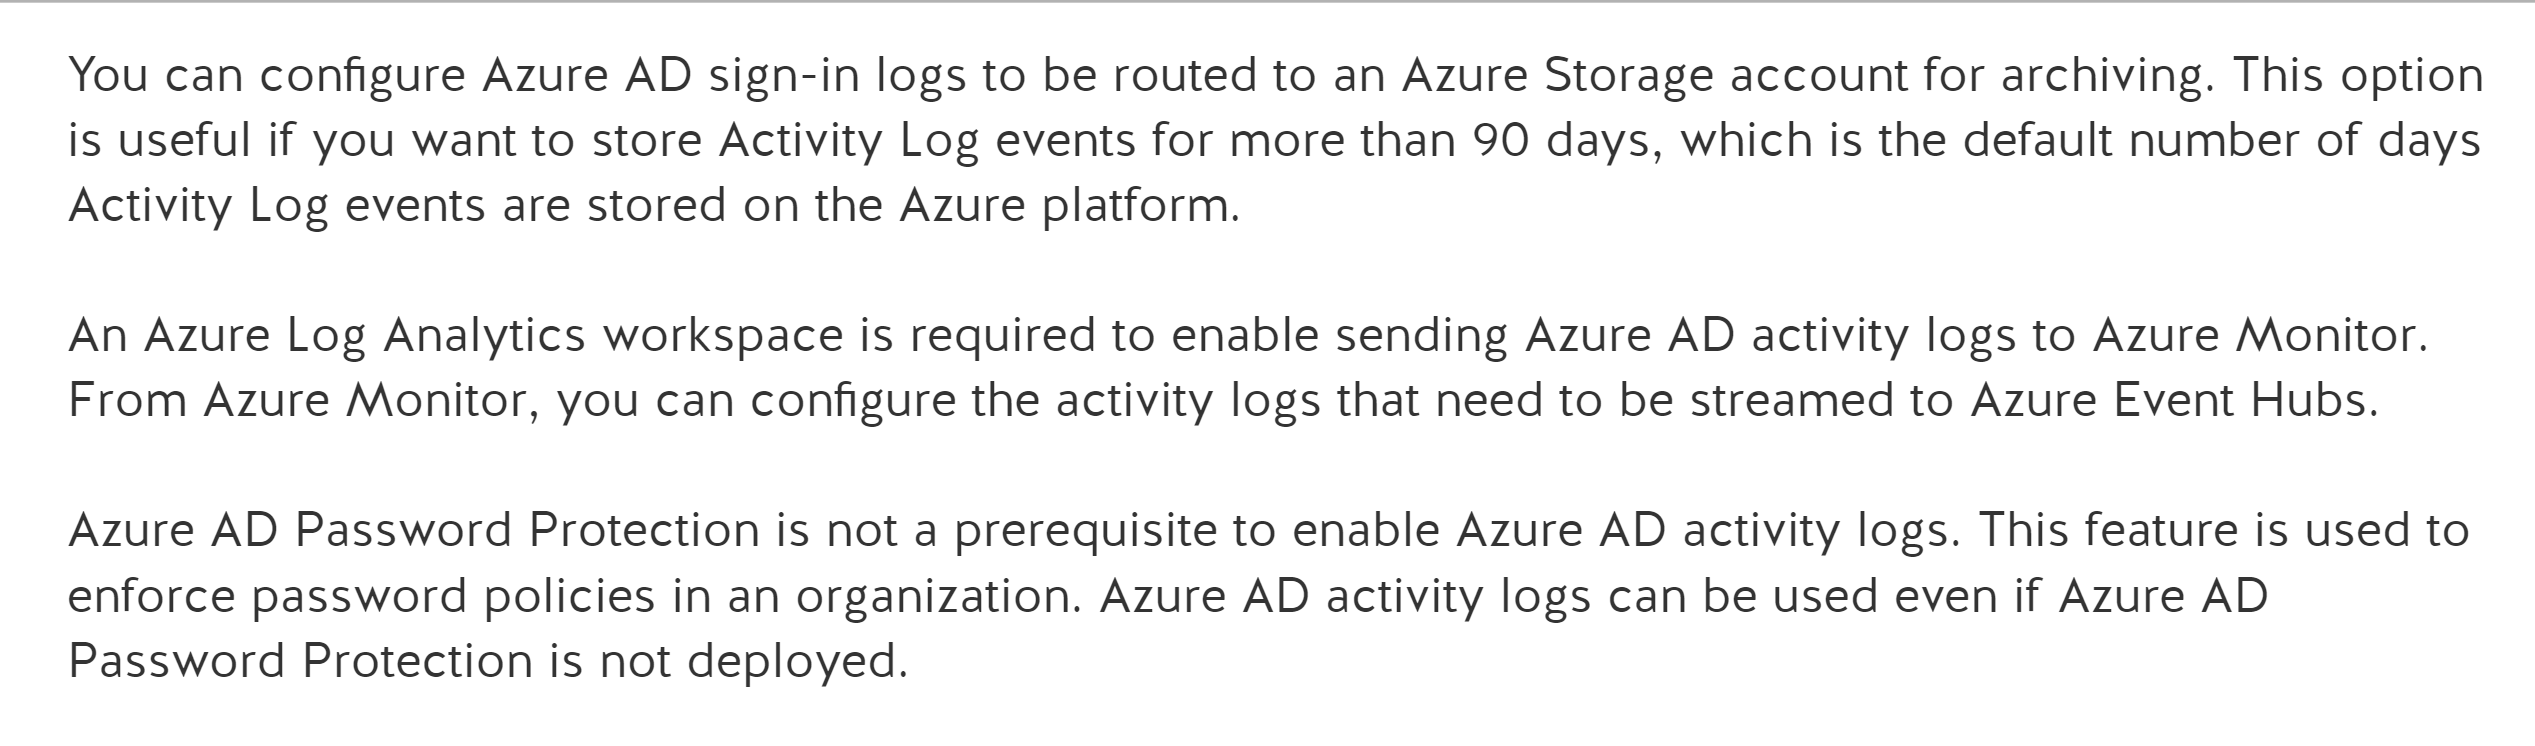 You can configure Azure AD sign-in logs to be routed to an Azure Storage account for archiving. This option
is useful if you want to store Activity Log events for more than 90 days, which is the default number of days
Activity Log events are stored on the Azure platform.
An Azure Log Analytics workspace is required to enable sending Azure AD activity logs to Azure Monitor.
From Azure Monitor, you can configure the activity logs that need to be streamed to Azure Event Hubs.
Azure AD Password Protection is not a prerequisite to enable Azure AD activity logs. This feature is used to
enforce password policies in an organization. Azure AD activity logs can be used even if Azure AD
Password Protection is not deployed.